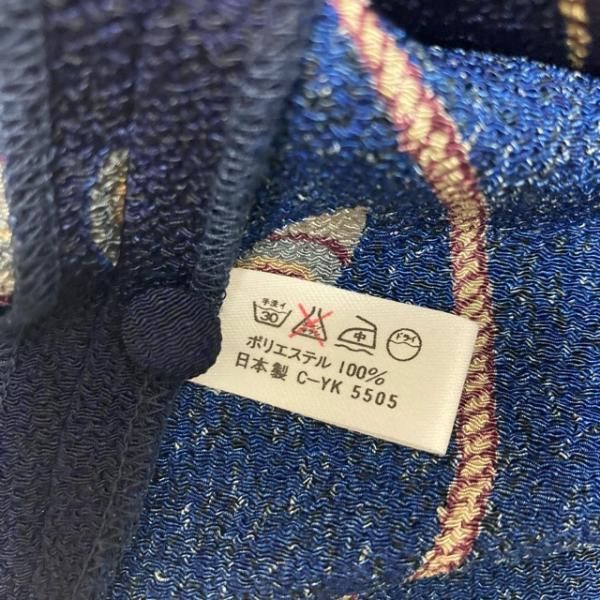 手洗イ 30 中 ドライ
ポリエステル 100%
日本製 C-YK 5505